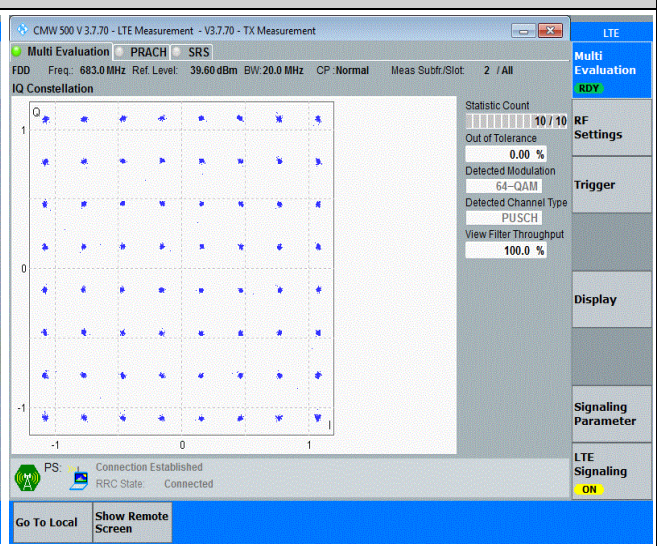 CMW 500 V 3.7.70 - LTE Measurement - V3.7.70 - TX Measurement
LTE
Multi Evaluation PRACH SRS
FDD Freq.: 683.0 MHz Ref. Level: 39.60 dBm BW: 20.0 MHz CP : Normal Meas Subfr./Slot: 2 / All
IQ Constellation
Q
1
0
-1
I
-1 0 1
Statistic Count
10 / 10
Out of Tolerance
0.00 %
Detected Modulation
64-QAM
Detected Channel Type
PUSCH
View Filter Throughput
100.0 %
Multi
Evaluation
RDY
RF
Settings
Trigger
Display
Signaling
Parameter
LTE
Signaling
ON
PS: Connection Established
RRC State: Connected
Go To Local
Show Remote
Screen